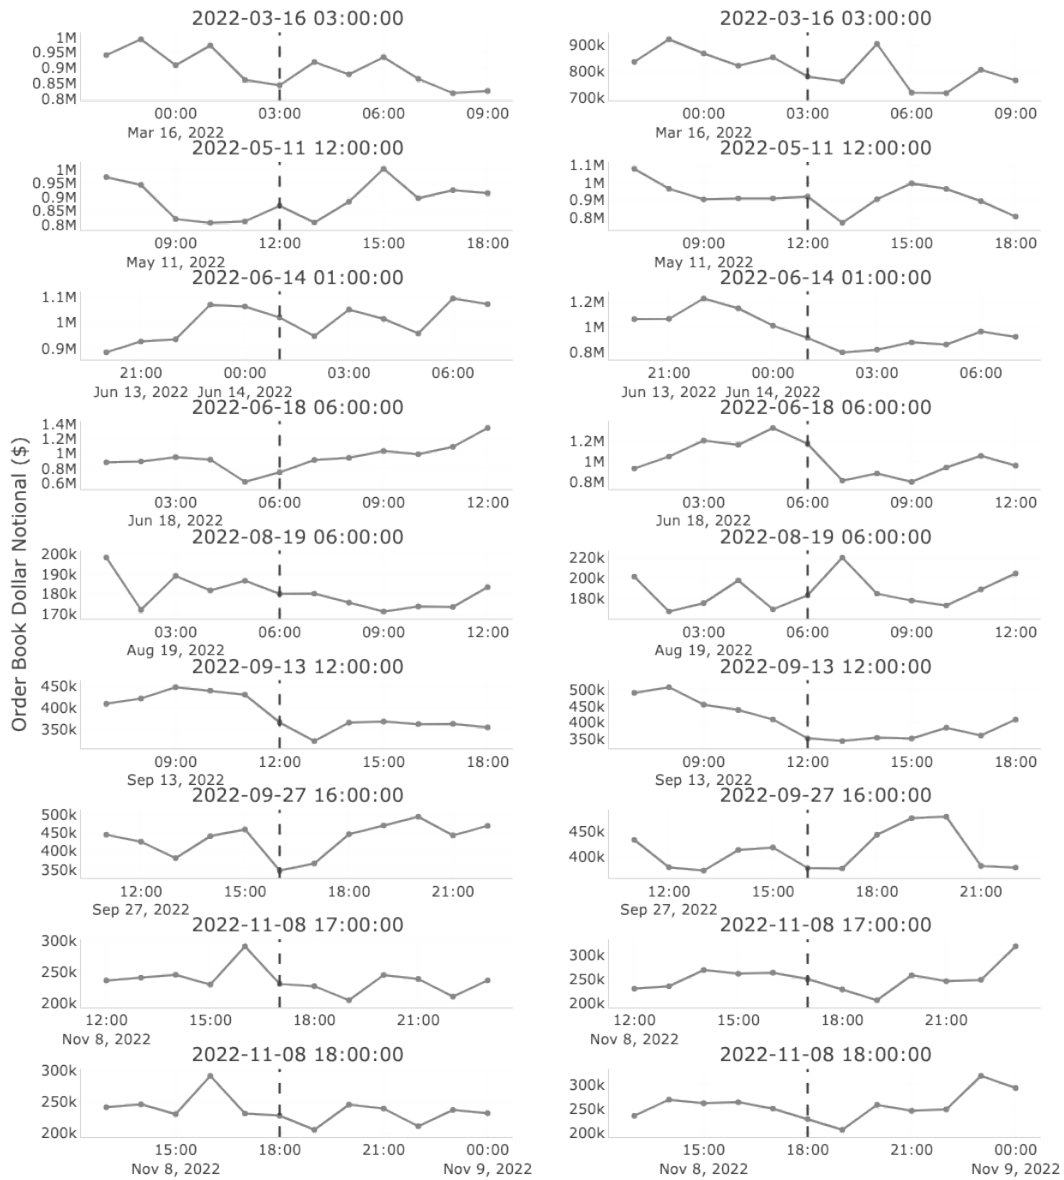 Order Book Dollar Notional ($)
2022-03-16 03:00:00
1M
0.95M
0.9M
0.85M
0.8M
00:00 03:00 06:00 09:00
Mar 16, 2022
2022-03-16 03:00:00
900k
800k
700k
00:00 03:00 06:00 09:00
Mar 16, 2022
2022-05-11 12:00:00
1M
0.95M
0.9M
0.85M
0.8M
09:00 12:00 15:00 18:00
May 11, 2022
2022-05-11 12:00:00
1.1M
1M
0.9M
0.8M
09:00 12:00 15:00 18:00
May 11, 2022
2022-06-14 01:00:00
1.1M
1M
0.9M
21:00 00:00 03:00 06:00
Jun 13, 2022 Jun 14, 2022
2022-06-14 01:00:00
1.2M
1M
0.8M
21:00 00:00 03:00 06:00
Jun 13, 2022 Jun 14, 2022
2022-06-18 06:00:00
1.4M
1.2M
1M
0.8M
0.6M
03:00 06:00 09:00 12:00
Jun 18, 2022
2022-06-18 06:00:00
1.2M
1M
0.8M
03:00 06:00 09:00 12:00
Jun 18, 2022
2022-08-19 06:00:00
200k
190k
180k
170k
03:00 06:00 09:00 12:00
Aug 19, 2022
2022-08-19 06:00:00
220k
200k
180k
03:00 06:00 09:00 12:00
Aug 19, 2022
2022-09-13 12:00:00
450k
400k
350k
09:00 12:00 15:00 18:00
Sep 13, 2022
2022-09-13 12:00:00
500k
450k
400k
350k
09:00 12:00 15:00 18:00
Sep 13, 2022
2022-09-27 16:00:00
500k
450k
400k
350k
12:00 15:00 18:00 21:00
Sep 27, 2022
2022-09-27 16:00:00
450k
400k
12:00 15:00 18:00 21:00
Sep 27, 2022
2022-11-08 17:00:00
300k
250k
200k
12:00 15:00 18:00 21:00
Nov 8, 2022
2022-11-08 17:00:00
300k
250k
200k
12:00 15:00 18:00 21:00
Nov 8, 2022
2022-11-08 18:00:00
300k
250k
200k
15:00 18:00 21:00 00:00
Nov 8, 2022 Nov 9, 2022
2022-11-08 18:00:00
300k
250k
200k
15:00 18:00 21:00 00:00
Nov 8, 2022 Nov 9, 2022